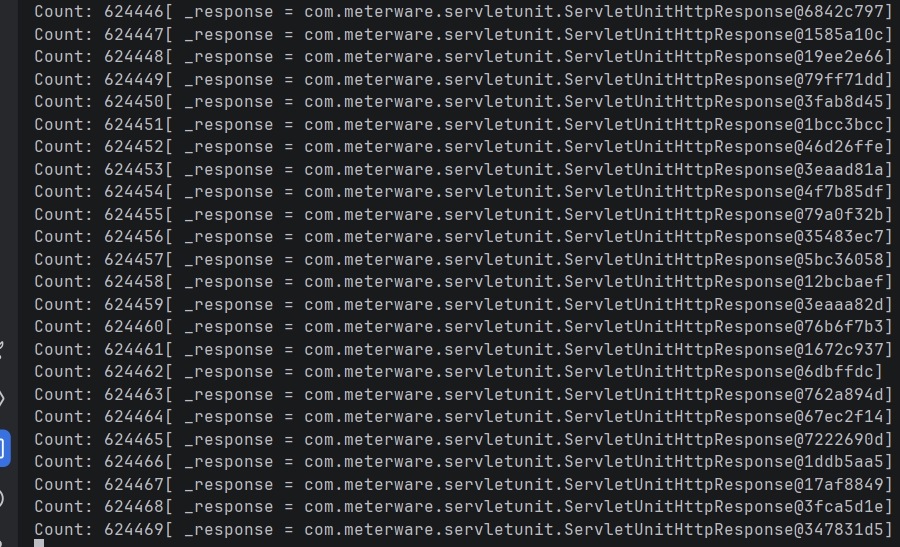 Count: 624446[ _response = com.meterware.servletunit.ServletUnitHttpResponse@6842c797]
Count: 624447[ _response = com.meterware.servletunit.ServletUnitHttpResponse@1585a10c]
Count: 624448[ _response = com.meterware.servletunit.ServletUnitHttpResponse@19ee2e66]
Count: 624449[ _response = com.meterware.servletunit.ServletUnitHttpResponse@79ff71dd]
Count: 624450[ _response = com.meterware.servletunit.ServletUnitHttpResponse@3fab8d45]
Count: 624451[ _response = com.meterware.servletunit.ServletUnitHttpResponse@1bcc3bcc]
Count: 624452[ _response = com.meterware.servletunit.ServletUnitHttpResponse@46d26ffe]
Count: 624453[ _response = com.meterware.servletunit.ServletUnitHttpResponse@3eaad81a]
Count: 624454[ _response = com.meterware.servletunit.ServletUnitHttpResponse@4f7b85df]
Count: 624455[ _response = com.meterware.servletunit.ServletUnitHttpResponse@79a0f32b]
Count: 624456[ _response = com.meterware.servletunit.ServletUnitHttpResponse@35483ec7]
Count: 624457[ _response = com.meterware.servletunit.ServletUnitHttpResponse@5bc36058]
Count: 624458[ _response = com.meterware.servletunit.ServletUnitHttpResponse@12bcbaef]
Count: 624459[ _response = com.meterware.servletunit.ServletUnitHttpResponse@3eaaa82d]
Count: 624460[ _response = com.meterware.servletunit.ServletUnitHttpResponse@76b6f7b3]
Count: 624461[ _response = com.meterware.servletunit.ServletUnitHttpResponse@1672c937]
Count: 624462[ _response = com.meterware.servletunit.ServletUnitHttpResponse@6dbffdc]
Count: 624463[ _response = com.meterware.servletunit.ServletUnitHttpResponse@762a894d]
Count: 624464[ _response = com.meterware.servletunit.ServletUnitHttpResponse@67ec2f14]
Count: 624465[ _response = com.meterware.servletunit.ServletUnitHttpResponse@7222690d]
Count: 624466[ _response = com.meterware.servletunit.ServletUnitHttpResponse@1ddb5aa5]
Count: 624467[ _response = com.meterware.servletunit.ServletUnitHttpResponse@17af8849]
Count: 624468[ _response = com.meterware.servletunit.ServletUnitHttpResponse@3fca5d1e]
Count: 624469[ _response = com.meterware.servletunit.ServletUnitHttpResponse@347831d5]